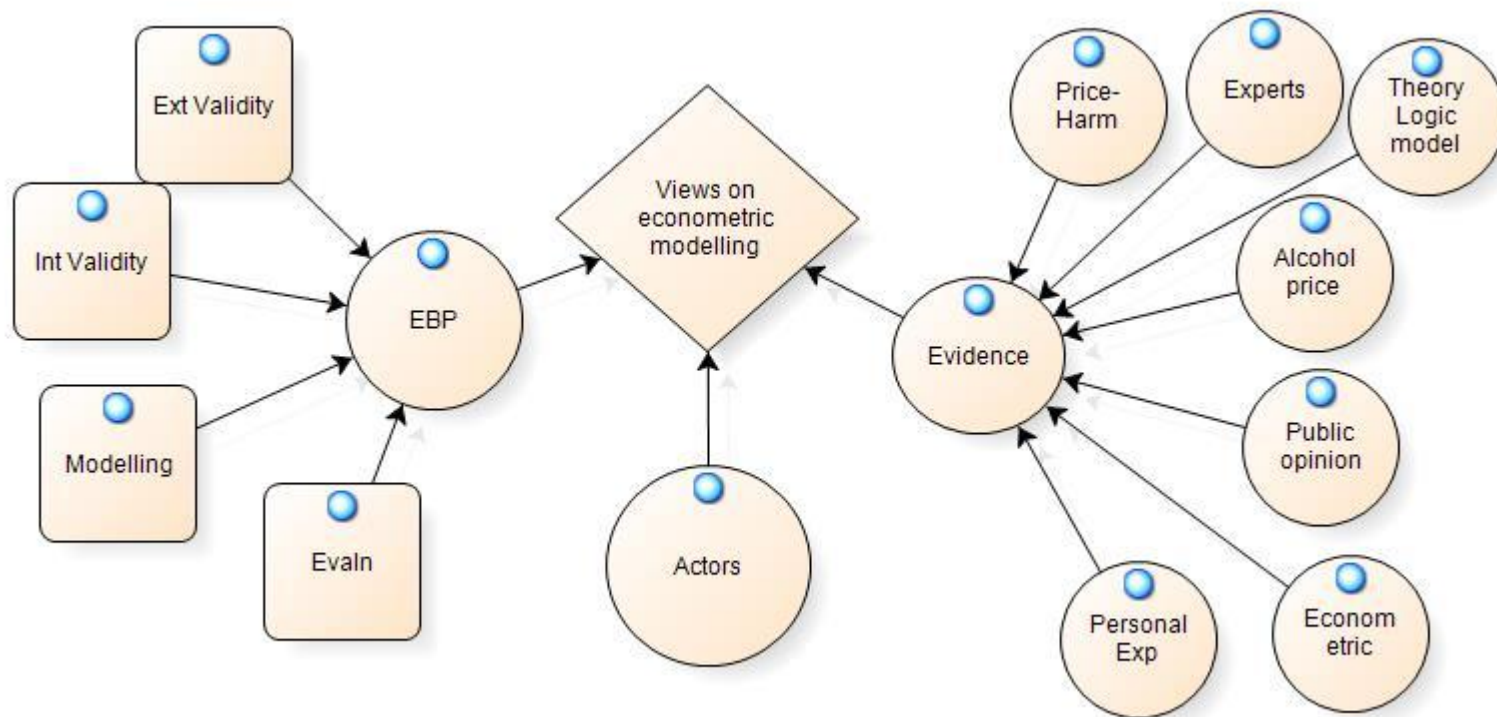 Ext Validity
Int Validity
Modelling
Evaln
EBP
Views on
econometric
modelling
Actors
Evidence
Price-
Harm
Experts
Theory
Logic
model
Alcohol
price
Public
opinion
Econom
etric
Personal
Exp